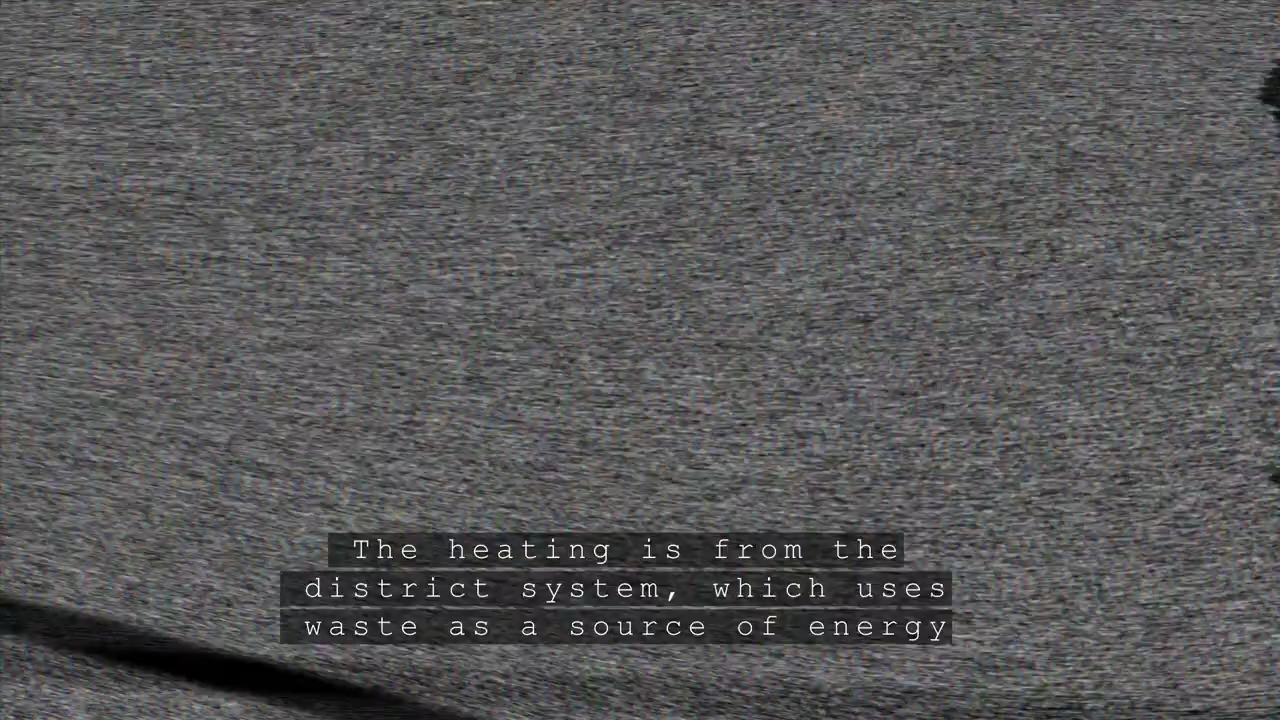 The heating is from the
district system, which uses
waste as a source of energy